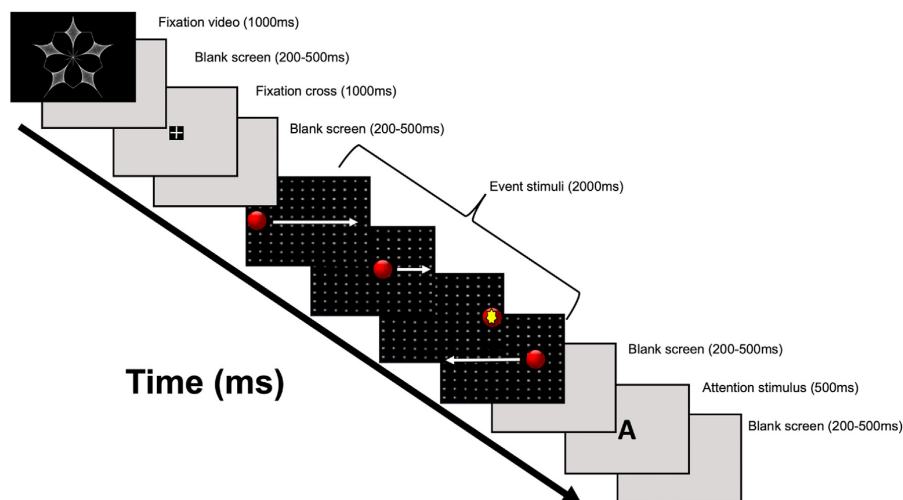 Fixation video (1000ms)
Blank screen (200-500ms)
Fixation cross (1000ms)
Blank screen (200-500ms)
Event stimuli (2000ms)
Blank screen (200-500ms)
Time (ms)
Attention stimulus (500ms)
A
Blank screen (200-500ms)